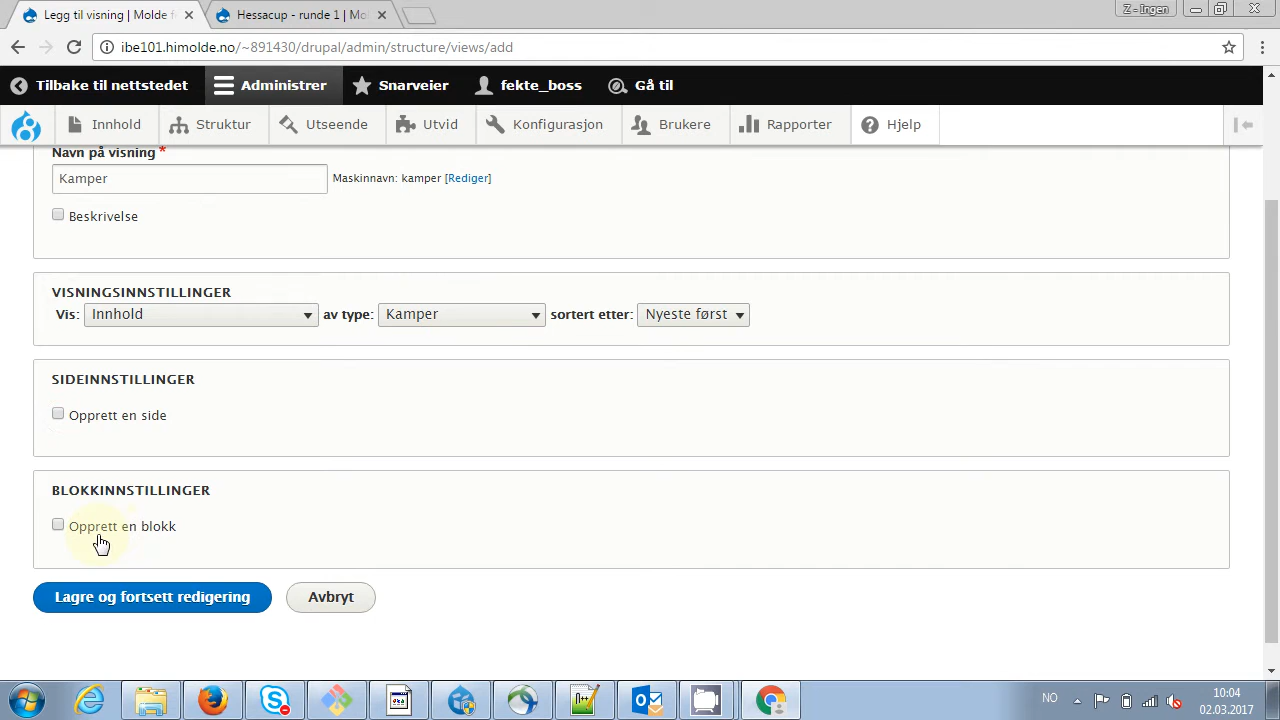 Legg til visning | Molde f
Hessacup - runde 1 | Mo
Z - Ingen
ibe101.himolde.no/~891430/drupal/admin/structure/views/add
Tilbake til nettstedet
Administrer
Snarveier
fekte_boss
Gå til
Innhold
Struktur
Utseende
Utvid
Konfigurasjon
Brukere
Rapporter
Hjelp
Navn på visning *
Kamper
Maskinnavn: kamper [Rediger]
Beskrivelse
VISNINGSINNSTILLINGER
Vis: Innhold av type: Kamper sortert etter: Nyeste først
SIDEINNSTILLINGER
Opprett en side
BLOKKINNSTILLINGER
Opprett en blokk
Lagre og fortsett redigering
Avbryt
NO
10:04
02.03.2017